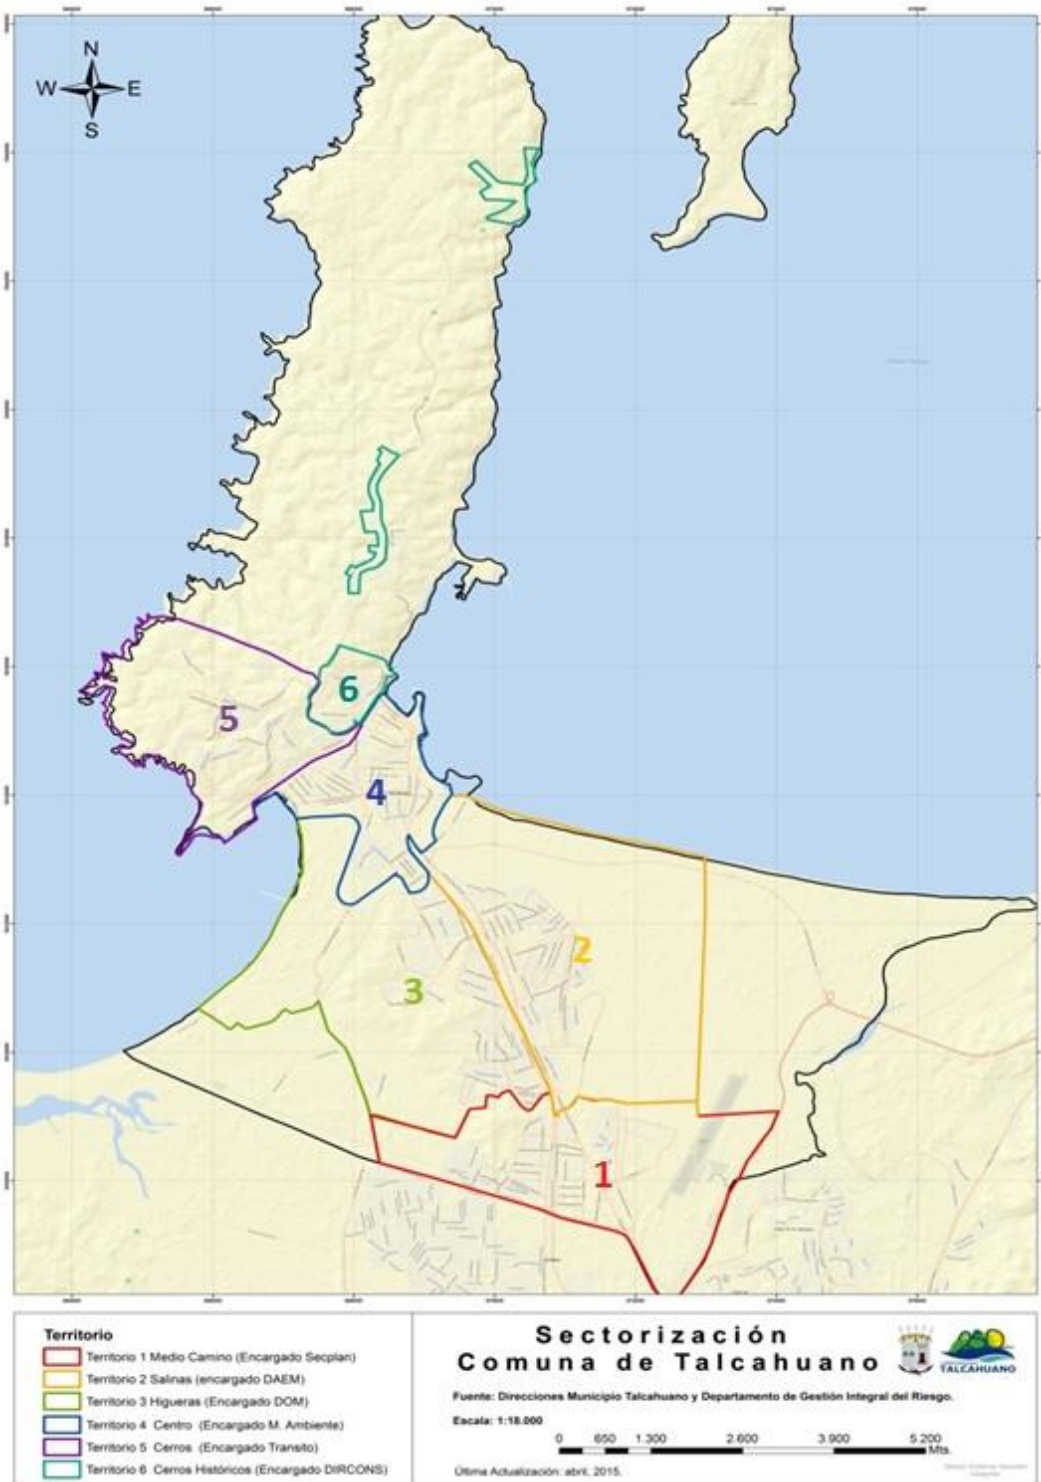 N
W E
S
6
5
4
2
3
1
Territorio
Territorio 1 Medio Camino (Encargado Secplan)
Territorio 2 Salinas (encargado DAEM)
Territorio 3 Higueras (Encargado DOM)
Territorio 4 Centro (Encargado M. Ambiente)
Territorio 5 Cerros (Encargado Transito)
Territorio 6 Cerros Históricos (Encargado DIRCONS)
Sectorización
Comuna de Talcahuano
TALCAHUANO
Fuente: Direcciones Municipio Talcahuano y Departamento de Gestión Integral del Riesgo.
Escala: 1:18.000
0 650 1.300 2.600 3.900 5.200
Mts.
Última Actualización: abril, 2015.